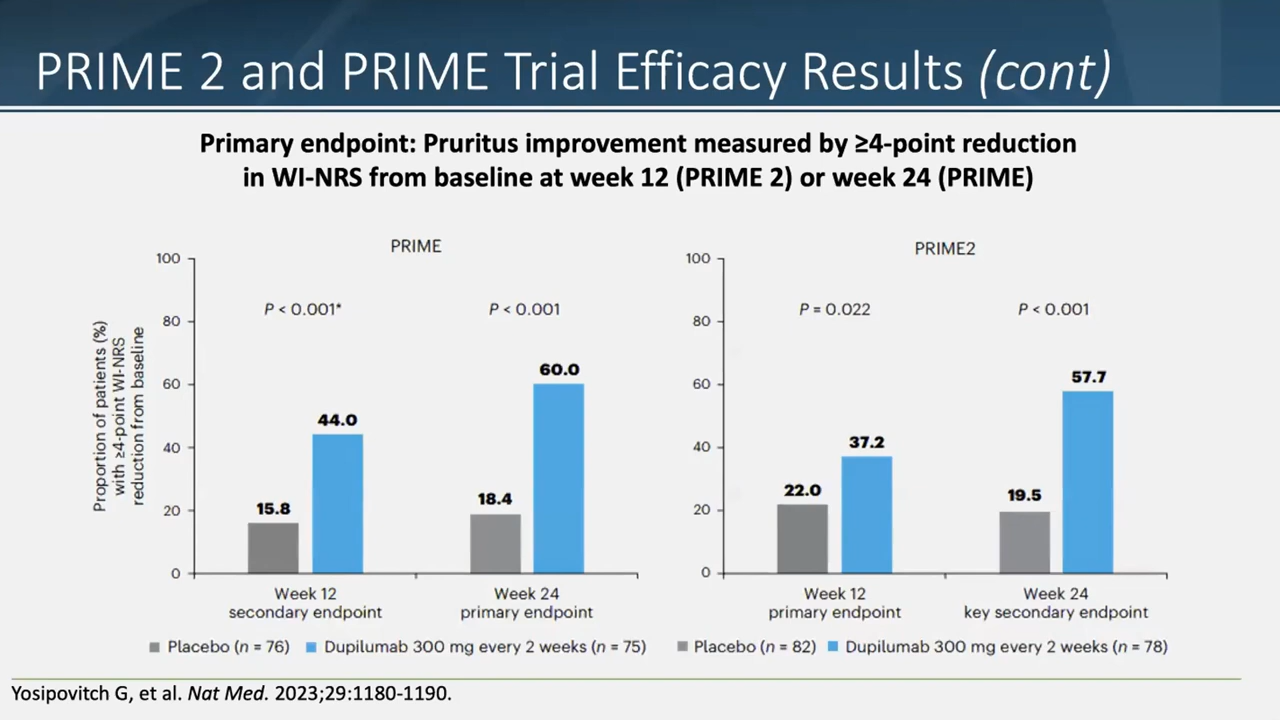 PRIME 2 and PRIME Trial Efficacy Results (cont)
Primary endpoint: Pruritus improvement measured by ≥4-point reduction
in WI-NRS from baseline at week 12 (PRIME 2) or week 24 (PRIME)
PRIME
Proportion of patients (%)
with ≥4-point WI-NRS
reduction from baseline
100
80
60
40
20
0
P < 0.001*
P < 0.001
15.8
44.0
18.4
60.0
Week 12
secondary endpoint
Week 24
primary endpoint
Placebo (n = 76)
Dupilumab 300 mg every 2 weeks (n = 75)
PRIME2
100
80
60
40
20
0
P = 0.022
P < 0.001
22.0
37.2
19.5
57.7
Week 12
primary endpoint
Week 24
key secondary endpoint
Placebo (n = 82)
Dupilumab 300 mg every 2 weeks (n = 78)
Yosipovitch G, et al. Nat Med. 2023;29:1180-1190.